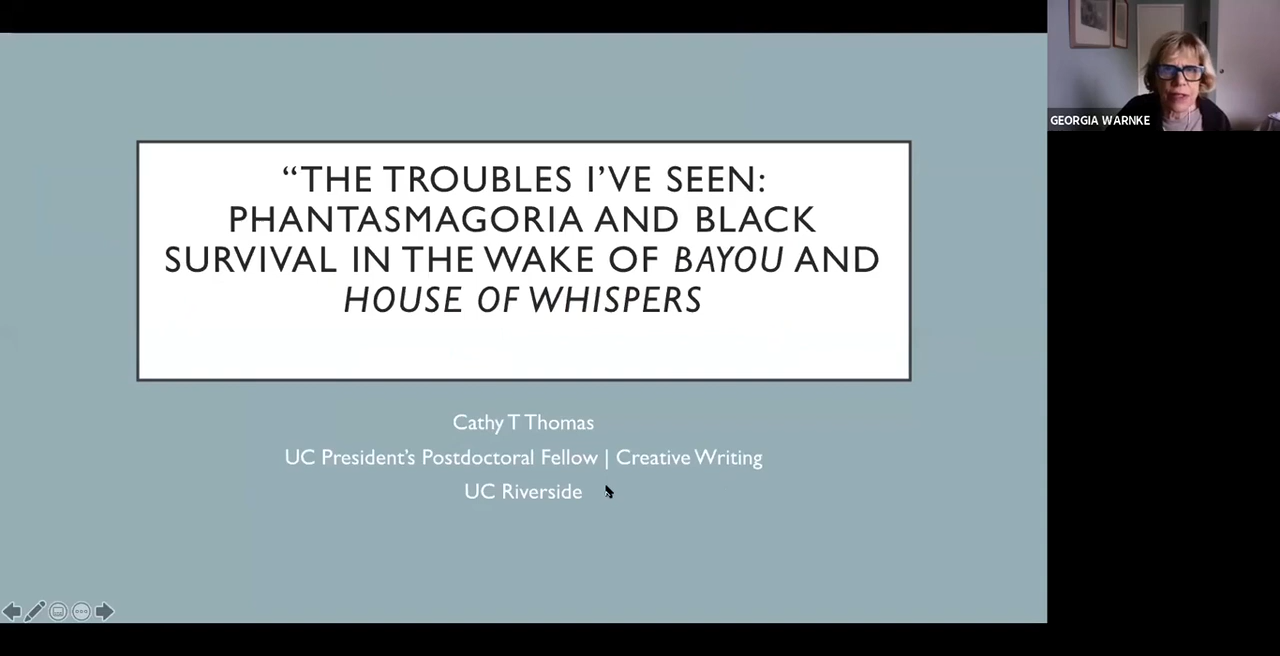 “THE TROUBLES I’VE SEEN:
PHANTASMAGORIA AND BLACK
SURVIVAL IN THE WAKE OF BAYOU AND
HOUSE OF WHISPERS
Cathy T Thomas
UC President’s Postdoctoral Fellow | Creative Writing
UC Riverside
GEORGIA WARNKE